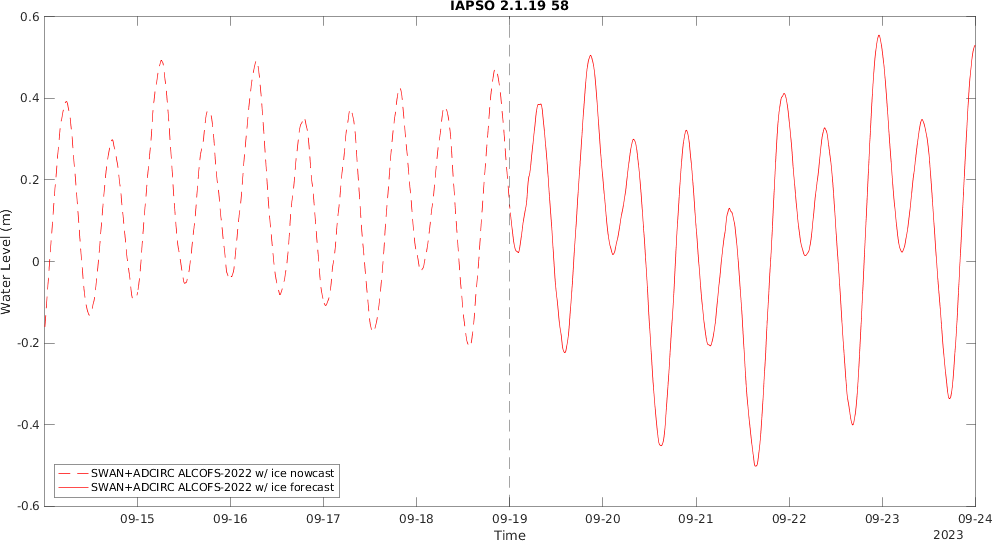 IAPSO 2.1.19 58
0.6
0.4
0.2
0
-0.2
-0.4
-0.6
Water Level (m)
SWAN+ADCIRC ALCOFS-2022 w/ ice nowcast
SWAN+ADCIRC ALCOFS-2022 w/ ice forecast
09-15 09-16 09-17 09-18 09-19 09-20 09-21 09-22 09-23 09-24
Time
2023